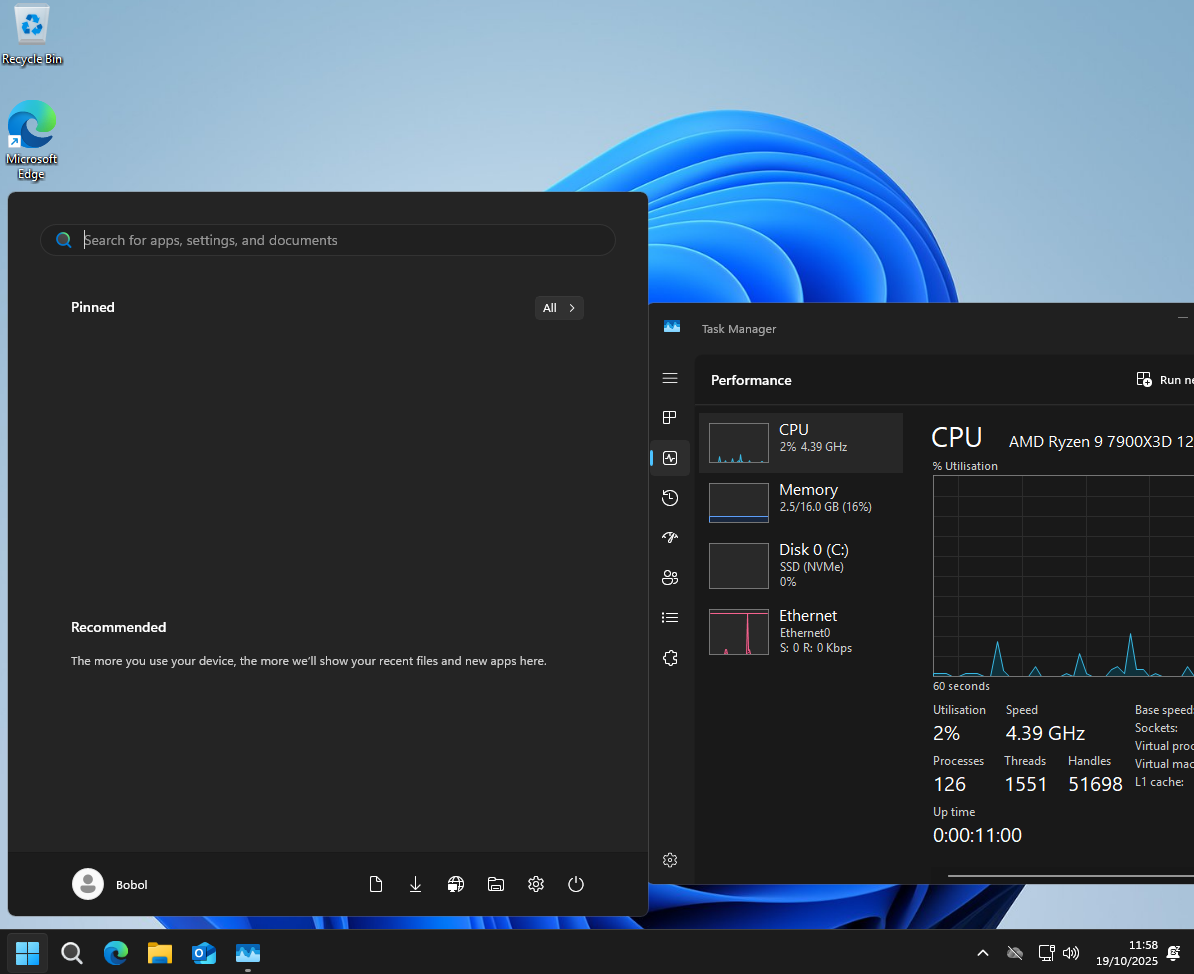 Recycle Bin
Microsoft
Edge
Search for apps, settings, and documents
Pinned
All
Recommended
The more you use your device, the more we'll show your recent files and new apps here.
Bobol
Task Manager
Performance
Run ne
CPU
2% 4.39 GHz
Memory
2.5/16.0 GB (16%)
Disk 0 (C:)
SSD (NVMe)
0%
Ethernet
Ethernet0
S: 0 R: 0 Kbps
CPU
AMD Ryzen 9 7900X3D 12
% Utilisation
60 seconds
Utilisation
Speed
2%
4.39 GHz
Processes
Threads
Handles
126
1551
51698
Up time
0:00:11:00
Base speed:
Sockets:
Virtual proc
Virtual mac
L1 cache:
11:58
19/10/2025